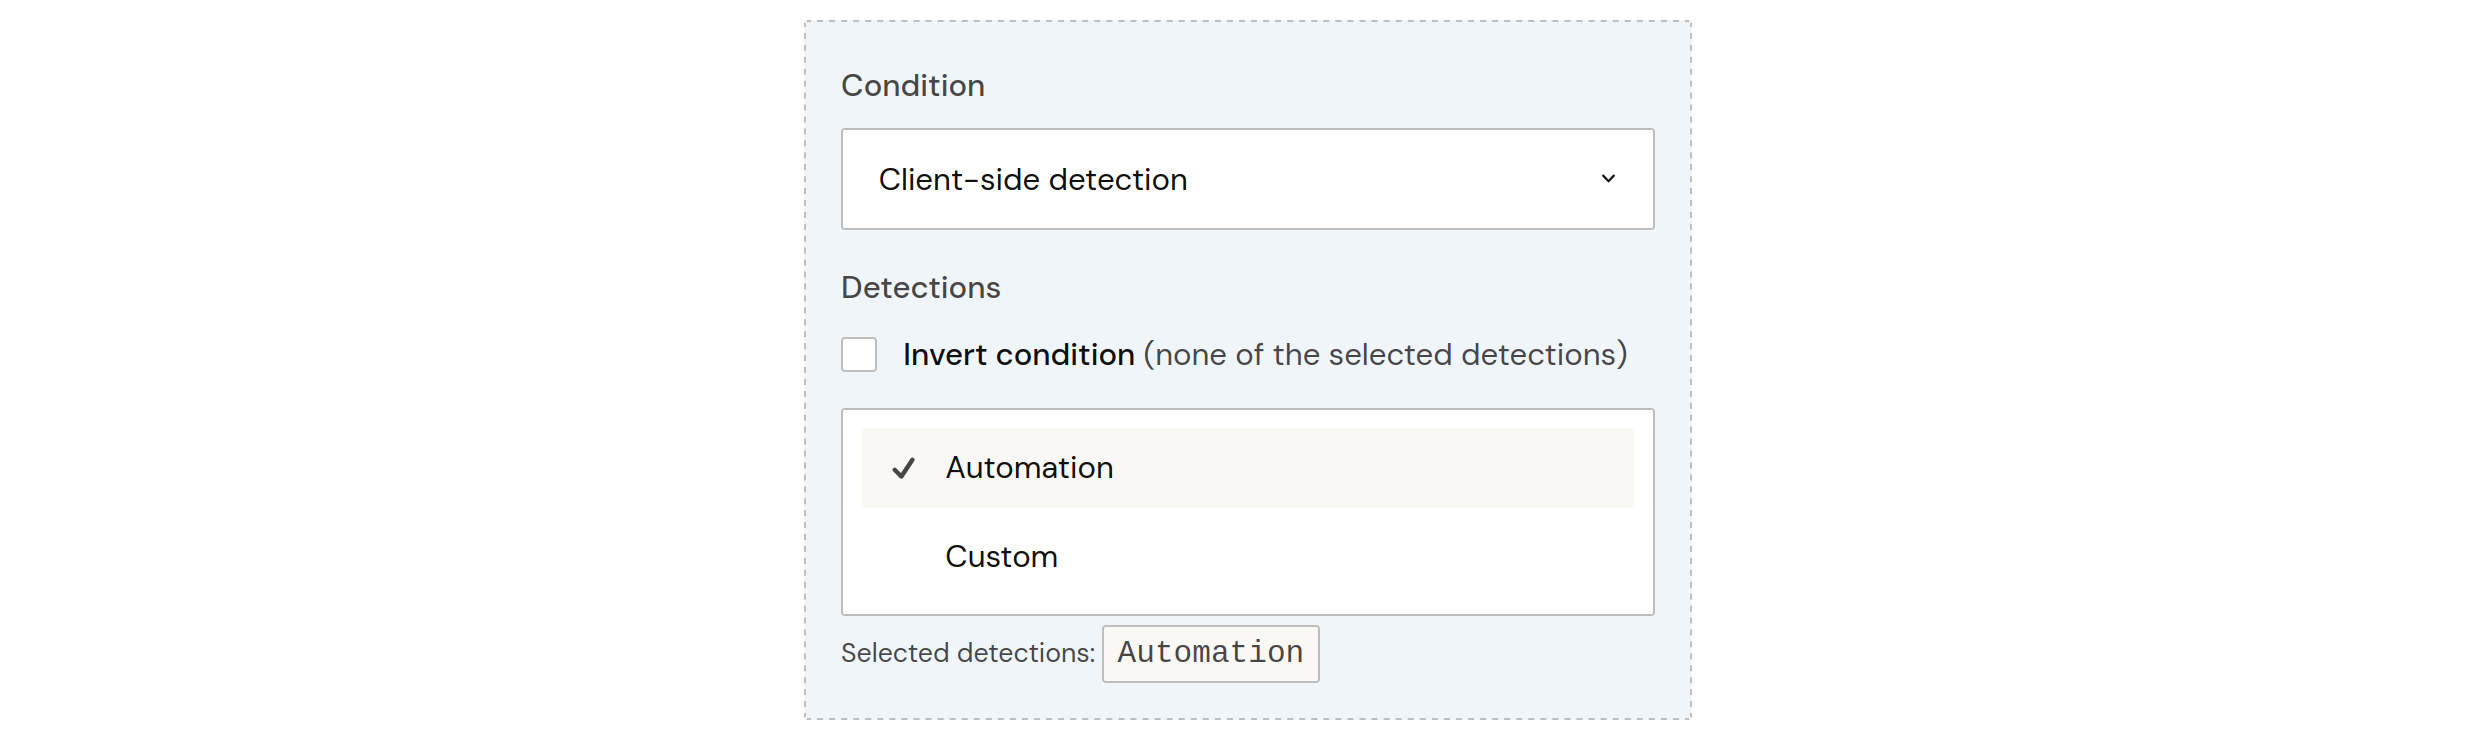 Condition
Client-side detection
Detections
Invert condition (none of the selected detections)
Automation
Custom
Selected detections: Automation